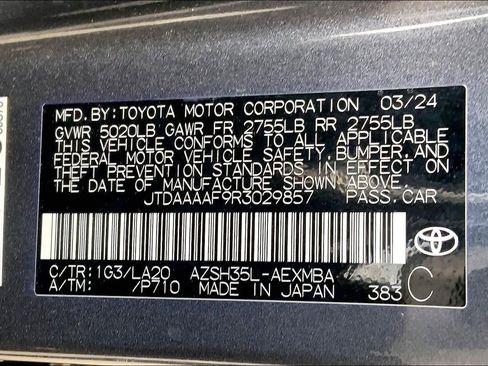 MFD.BY:TOYOTA MOTOR CORPORATION 03/24
GVWR 5020LB GAWR FR 2755LB RR 2755LB
THIS VEHICLE CONFORMS TO ALL APPLICABLE
FEDERAL MOTOR VEHICLE SAFETY,BUMPER,AND
THEFT PREVENTION STANDARDS IN EFFECT ON
THE DATE OF MANUFACTURE SHOWN ABOVE.
JTDAAAAF9R3029857 PASS.CAR
C/TR:1G3/LA20 AZSH35L-AEXMBA
A/TM: /P710 MADE IN JAPAN 383 C